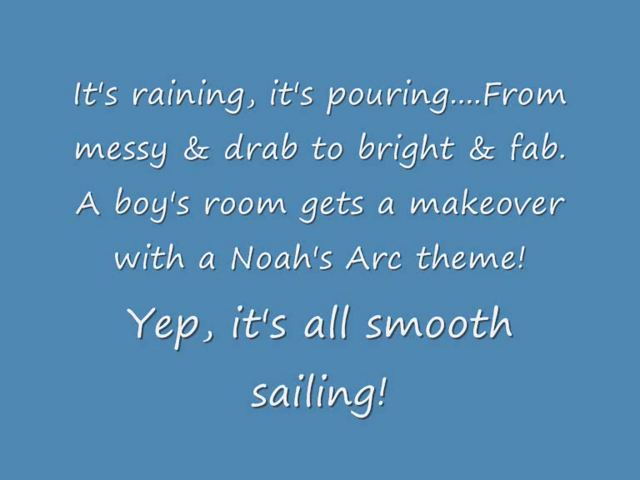 It's raining, it's pouring....From
messy & drab to bright & fab.
A boy's room gets a makeover
with a Noah's Arc theme!
Yep, it's all smooth
sailing!